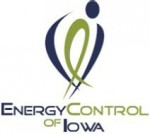 ENERGYCONTROL
OF IOWA